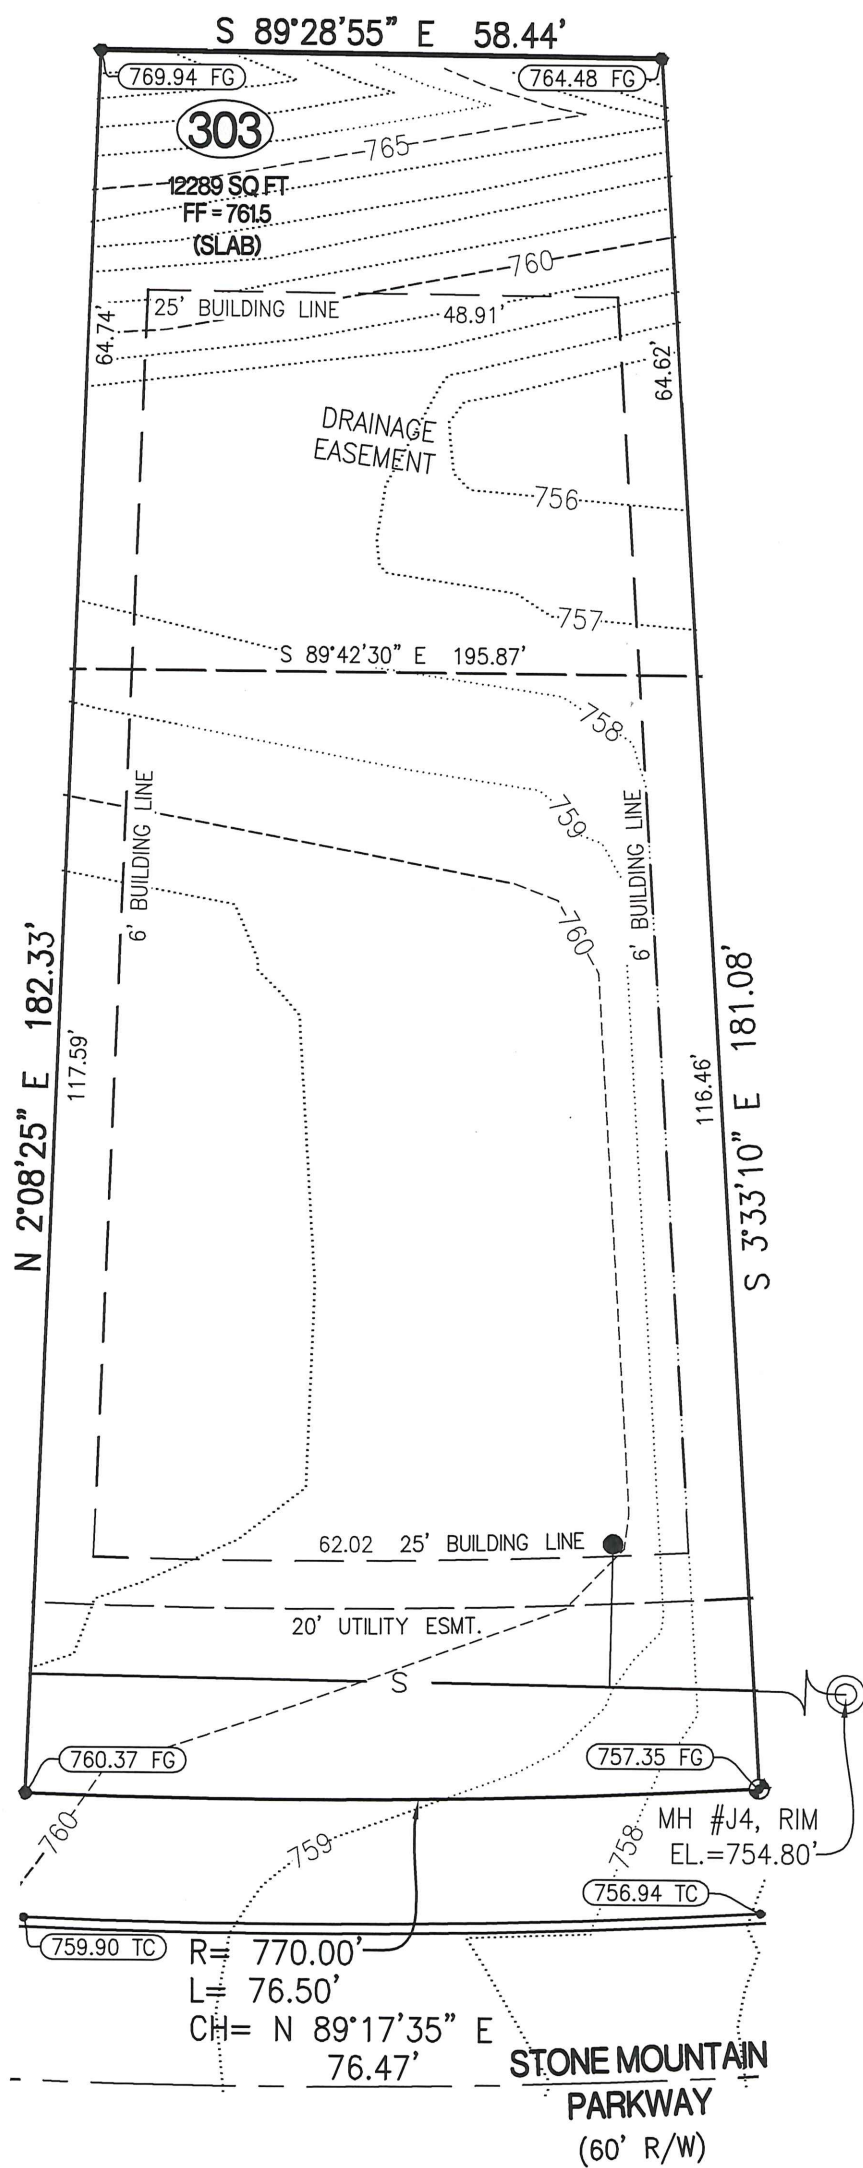 S 89°28'55" E 58.44'
769.94 FG
764.48 FG
303
765
12289 SQ FT
FF = 761.5
(SLAB)
760
25' BUILDING LINE
48.91'
64.74'
64.62'
DRAINAGE
EASEMENT
756
757
S 89°42'30" E 195.87'
758
759
6' BUILDING LINE
6' BUILDING LINE
760
N 2°08'25" E 182.33'
117.59'
116.46'
S 3°33'10" E 181.08'
62.02 25' BUILDING LINE
20' UTILITY ESMT.
S
760.37 FG
757.35 FG
MH #J4, RIM
EL.=754.80'
760
759
758
756.94 TC
759.90 TC
R= 770.00'
L= 76.50'
CH= N 89°17'35" E
76.47'
STONE MOUNTAIN
PARKWAY
(60' R/W)